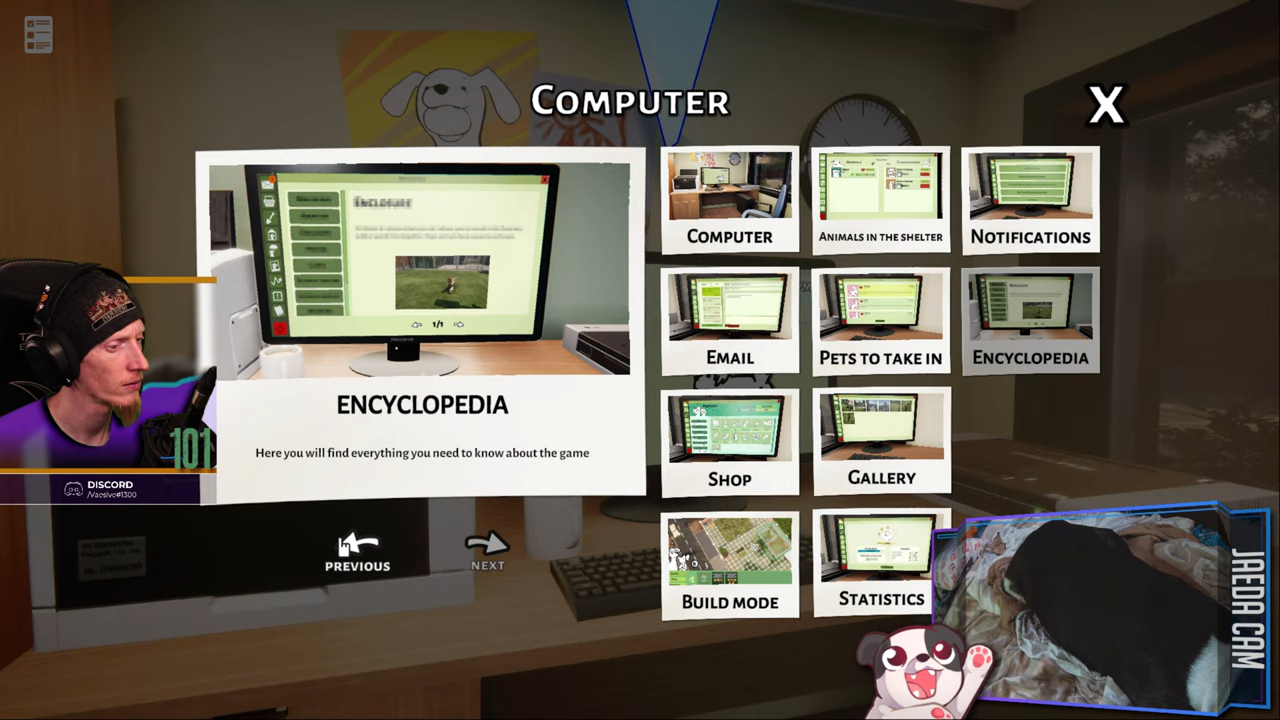 COMPUTER
X
ENCLOSURE
1/1
ENCYCLOPEDIA
Here you will find everything you need to know about the game
PREVIOUS
NEXT
COMPUTER
ANIMALS IN THE SHELTER
NOTIFICATIONS
EMAIL
PETS TO TAKE IN
ENCYCLOPEDIA
SHOP
GALLERY
BUILD MODE
STATISTICS
101
DISCORD
/Vaesive#1300
JAEDA CAM